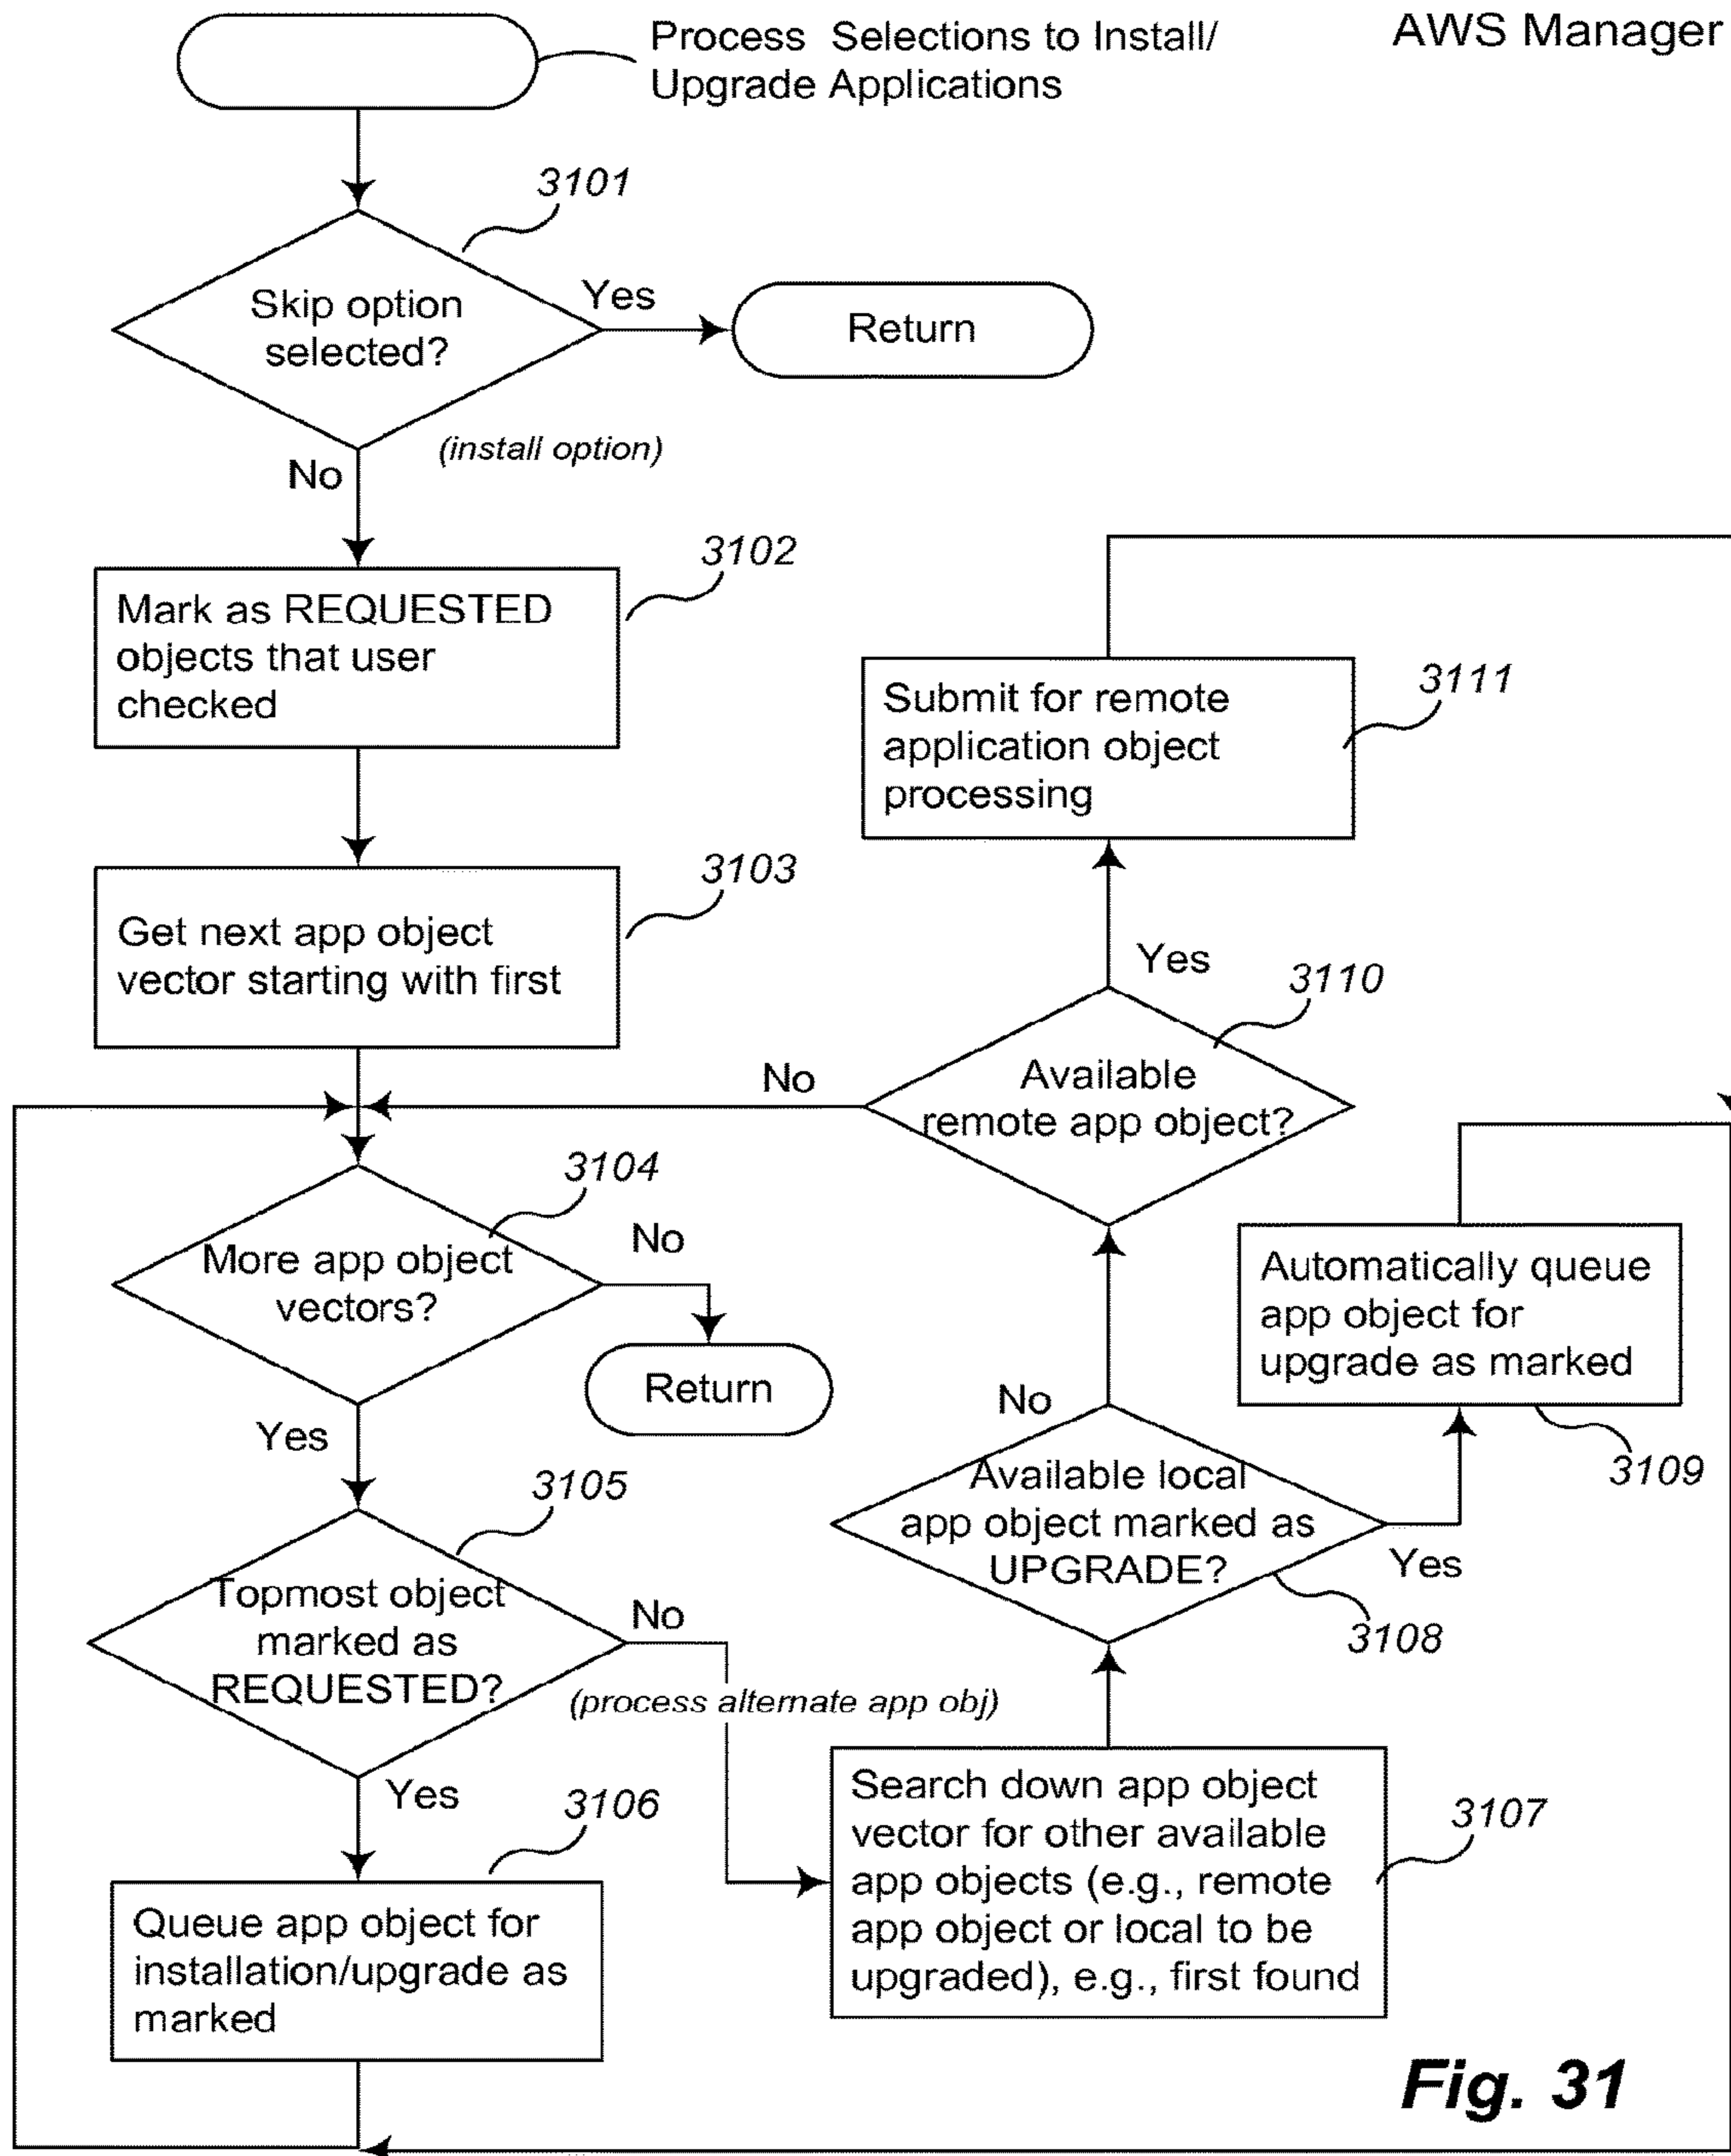 Process Selections to Install/
Upgrade Applications
AWS Manager
3101
Skip option
selected?
Yes
Return
(install option)
No
3102
Mark as REQUESTED
objects that user
checked
3103
Get next app object
vector starting with first
3104
More app object
vectors?
No
Return
Yes
3105
Topmost object
marked as
REQUESTED?
No
(process alternate app obj)
Yes
3106
Queue app object for
installation/upgrade as
marked
3107
Search down app object
vector for other available
app objects (e.g., remote
app object or local to be
upgraded), e.g., first found
3108
Available local
app object marked as
UPGRADE?
Yes
No
3109
Automatically queue
app object for
upgrade as marked
3110
Available
remote app object?
No
Yes
3111
Submit for remote
application object
processing
Fig. 31